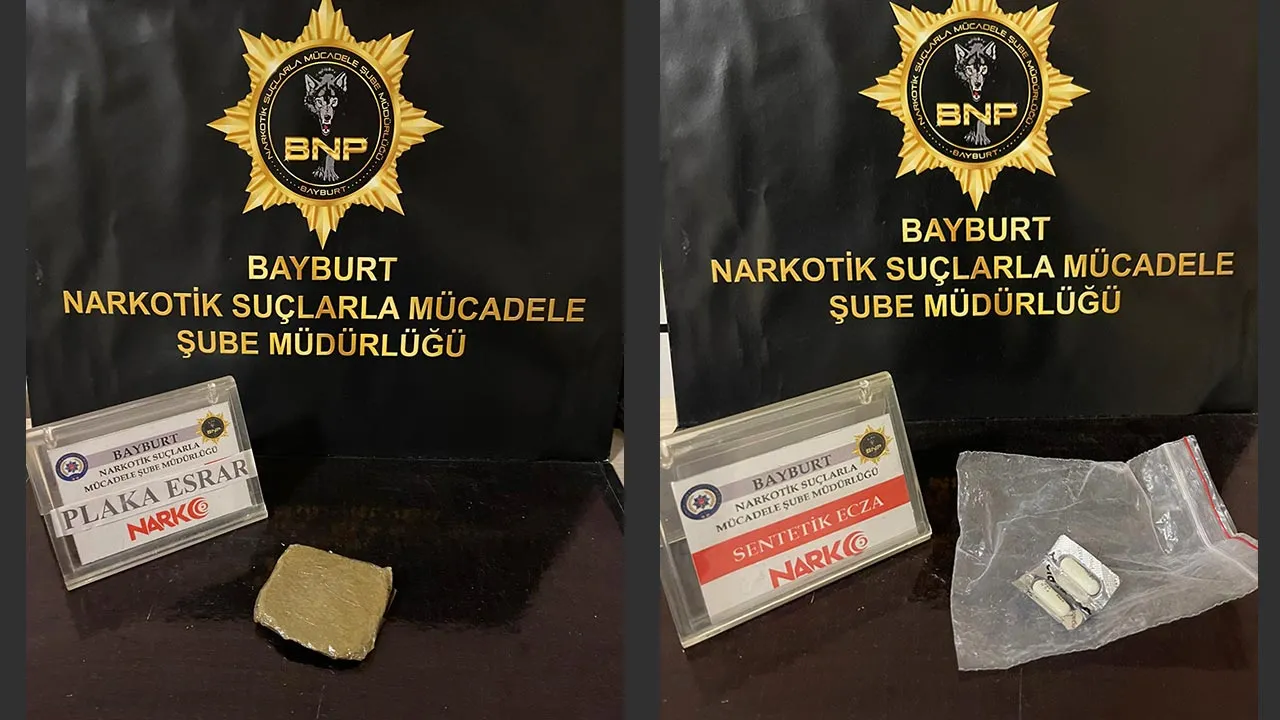 NARKOTİK SUÇLARLA MÜCADELE ŞUBE MÜDÜRLÜĞÜ
BNP
BAYBURT
BAYBURT
NARKOTİK SUÇLARLA MÜCADELE
ŞUBE MÜDÜRLÜĞÜ
BAYBURT
NARKOTİK SUÇLARLA
MÜCADELE ŞUBE MÜDÜRLÜĞÜ
PLAKA ESRAR
NARKO
NARKOTİK SUÇLARLA MÜCADELE ŞUBE MÜDÜRLÜĞÜ
BNP
BAYBURT
BAYBURT
NARKOTİK SUÇLARLA MÜCADELE
ŞUBE MÜDÜRLÜĞÜ
BAYBURT
NARKOTİK SUÇLARLA
MÜCADELE ŞUBE MÜDÜRLÜĞÜ
SENTETİK ECZA
NARKO